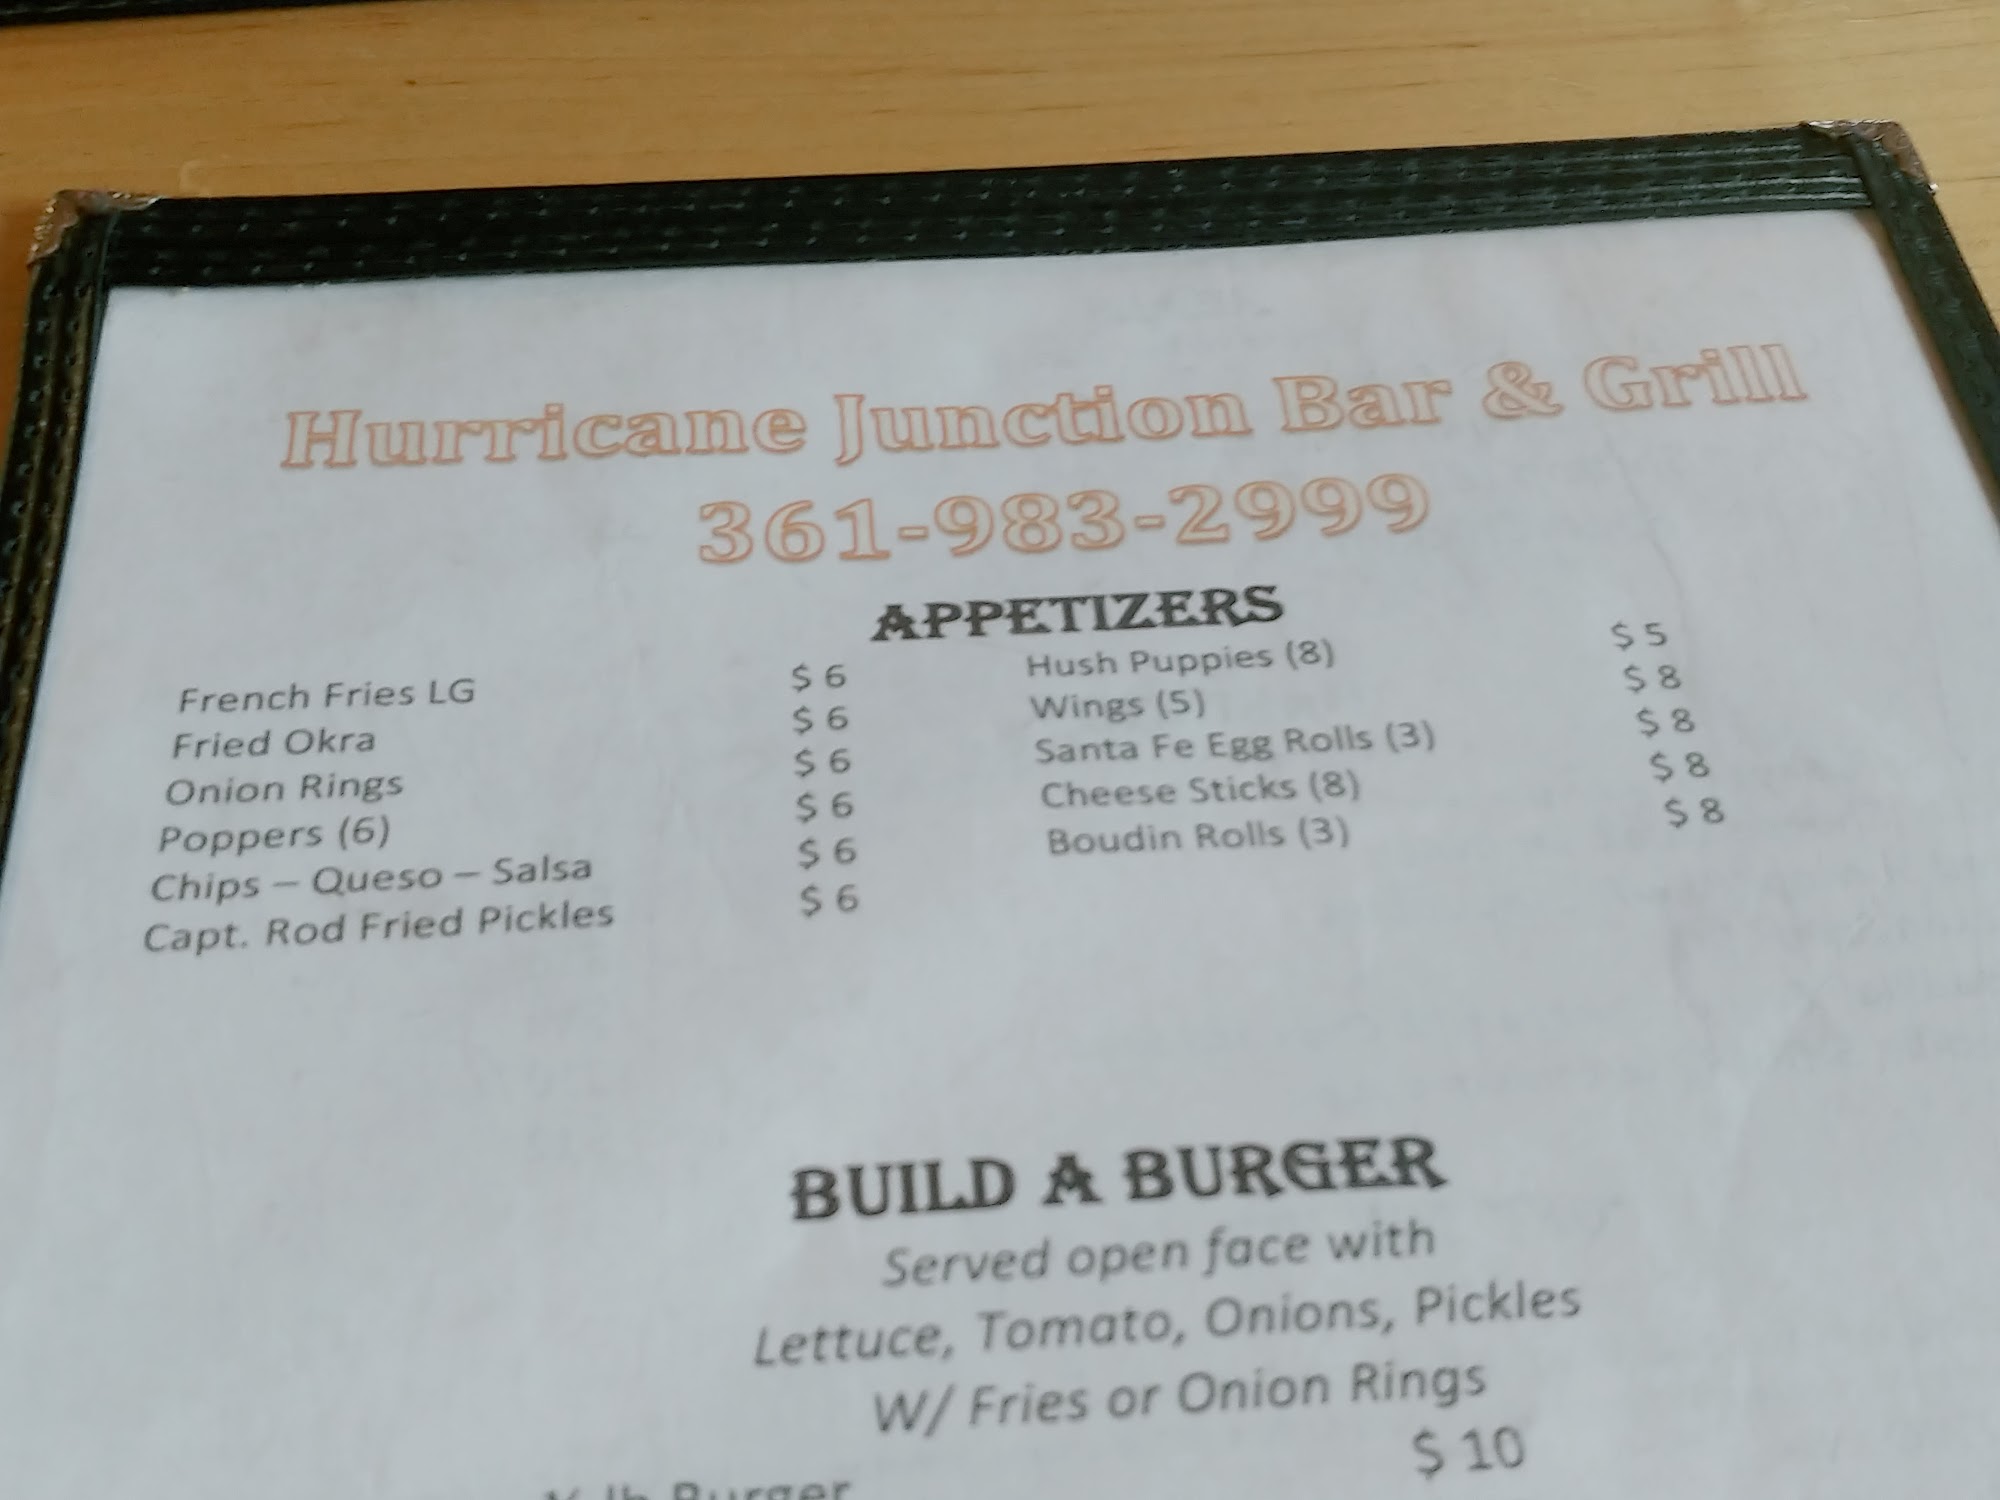 Hurricane Junction Bar & Grill
361-983-2999
APPETIZERS
French Fries LG $ 6
Fried Okra $ 6
Onion Rings $ 6
Poppers (6) $ 6
Chips – Queso – Salsa $ 6
Capt. Rod Fried Pickles $ 6
Hush Puppies (8) $ 5
Wings (5) $ 8
Santa Fe Egg Rolls (3) $ 8
Cheese Sticks (8) $ 8
Boudin Rolls (3) $ 8
BUILD A BURGER
Served open face with
Lettuce, Tomato, Onions, Pickles
W/ Fries or Onion Rings
lb Burger $ 10